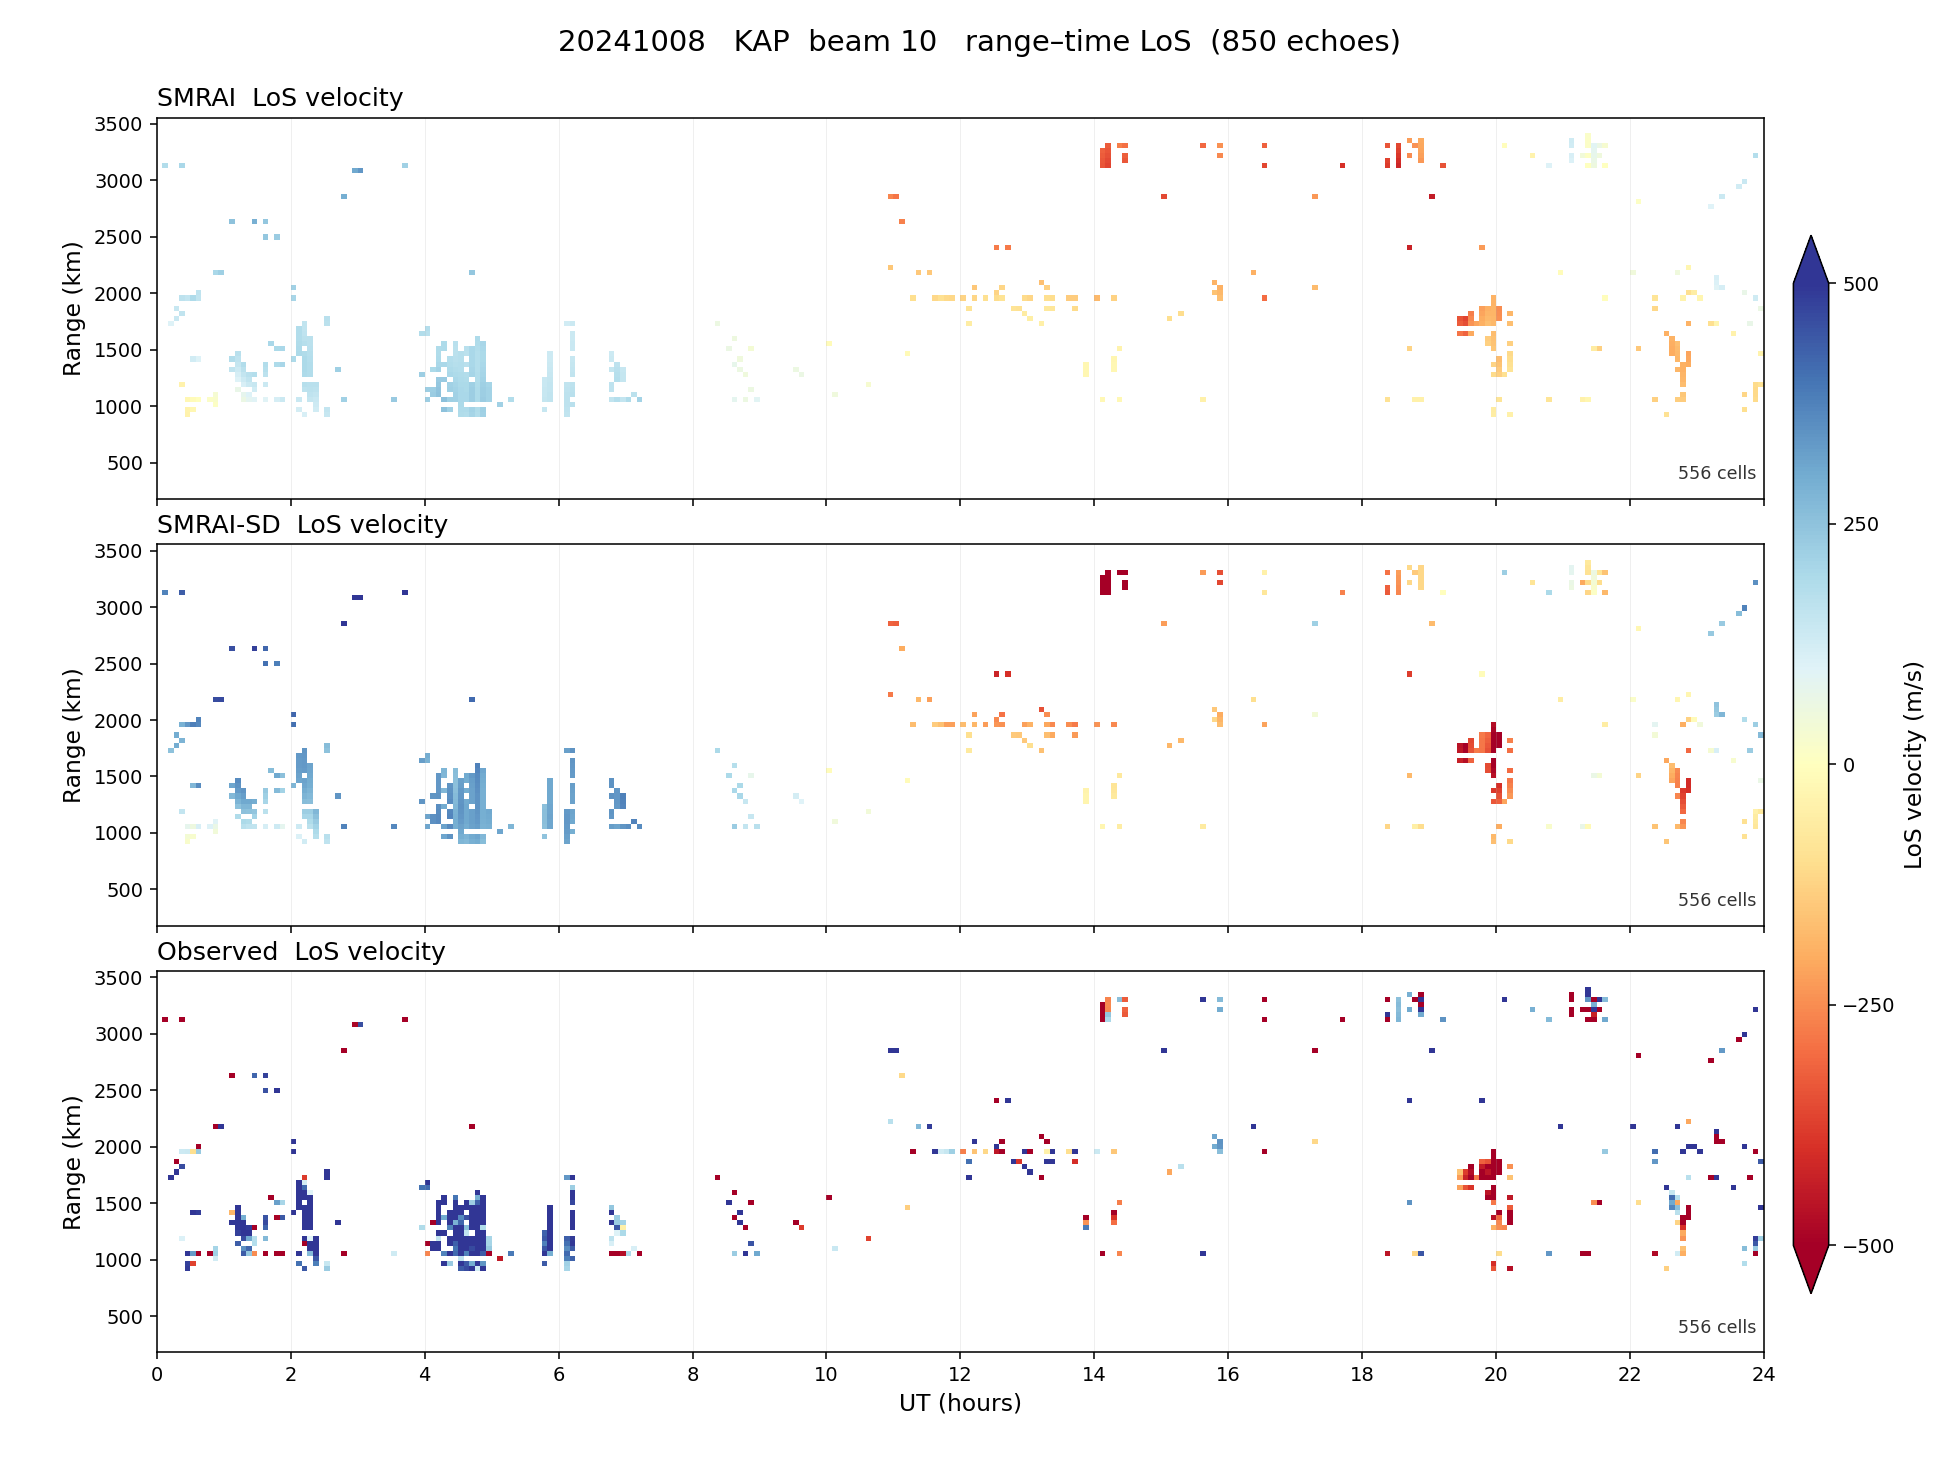 20241008   KAP  beam 10   range–time LoS  (850 echoes)
SMRAI  LoS velocity
3500
3000
2500
2000
1500
1000
500
Range (km)
556 cells
SMRAI-SD  LoS velocity
3500
3000
2500
2000
1500
1000
500
Range (km)
556 cells
Observed  LoS velocity
3500
3000
2500
2000
1500
1000
500
Range (km)
556 cells
0 2 4 6 8 10 12 14 16 18 20 22 24
UT (hours)
500
250
0
−250
−500
LoS velocity (m/s)